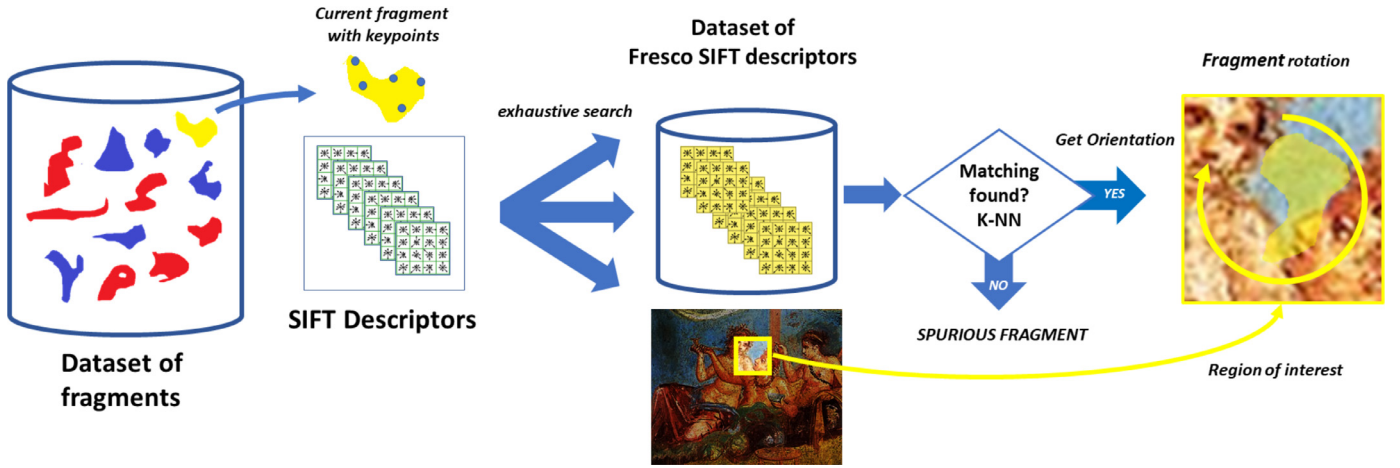 Current fragment
with keypoints
Dataset of
Fresco SIFT descriptors
Fragment rotation
exhaustive search
Get Orientation
Matching
found?
K-NN
YES
NO
SIFT Descriptors
SPURIOUS FRAGMENT
Dataset of
fragments
Region of interest